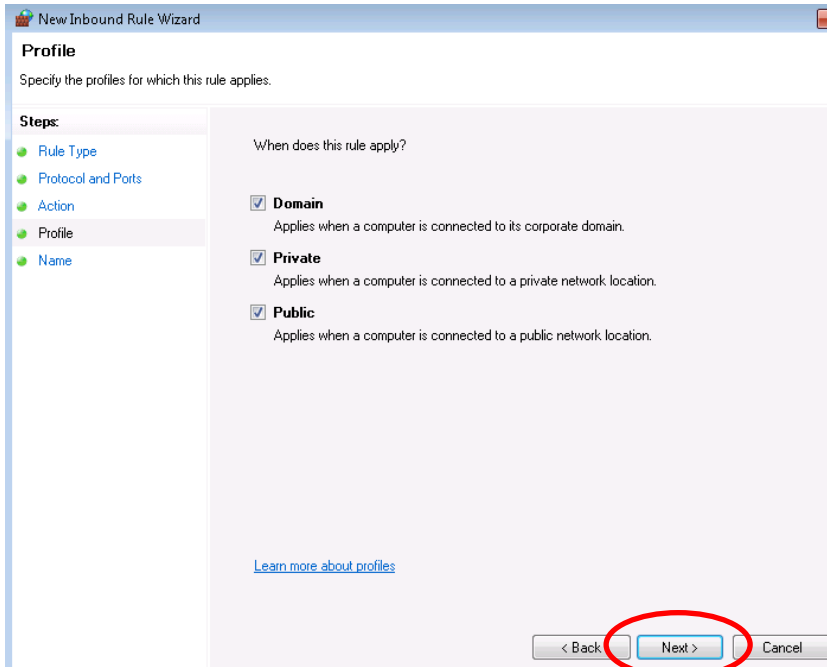 New Inbound Rule Wizard
Profile
Specify the profiles for which this rule applies.
Steps:
Rule Type
Protocol and Ports
Action
Profile
Name
When does this rule apply?
Domain
Applies when a computer is connected to its corporate domain.
Private
Applies when a computer is connected to a private network location.
Public
Applies when a computer is connected to a public network location.
Learn more about profiles
< Back
Next >
Cancel